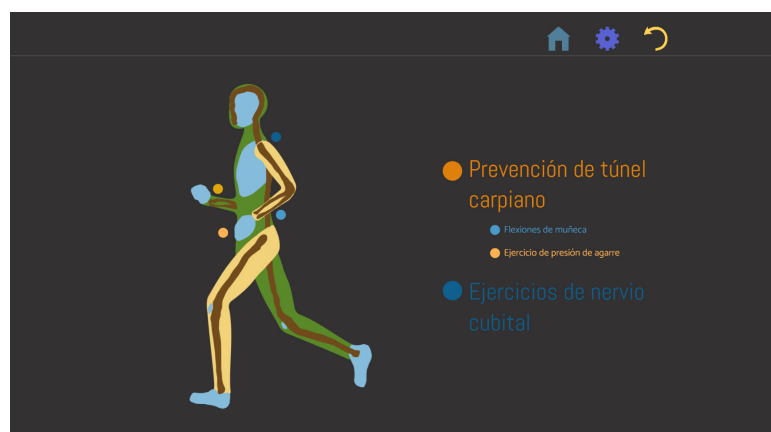 Prevención de túnel
carpiano
Flexiones de muñeca
Ejercicio de presión de agarre
Ejercicios de nervio
cubital